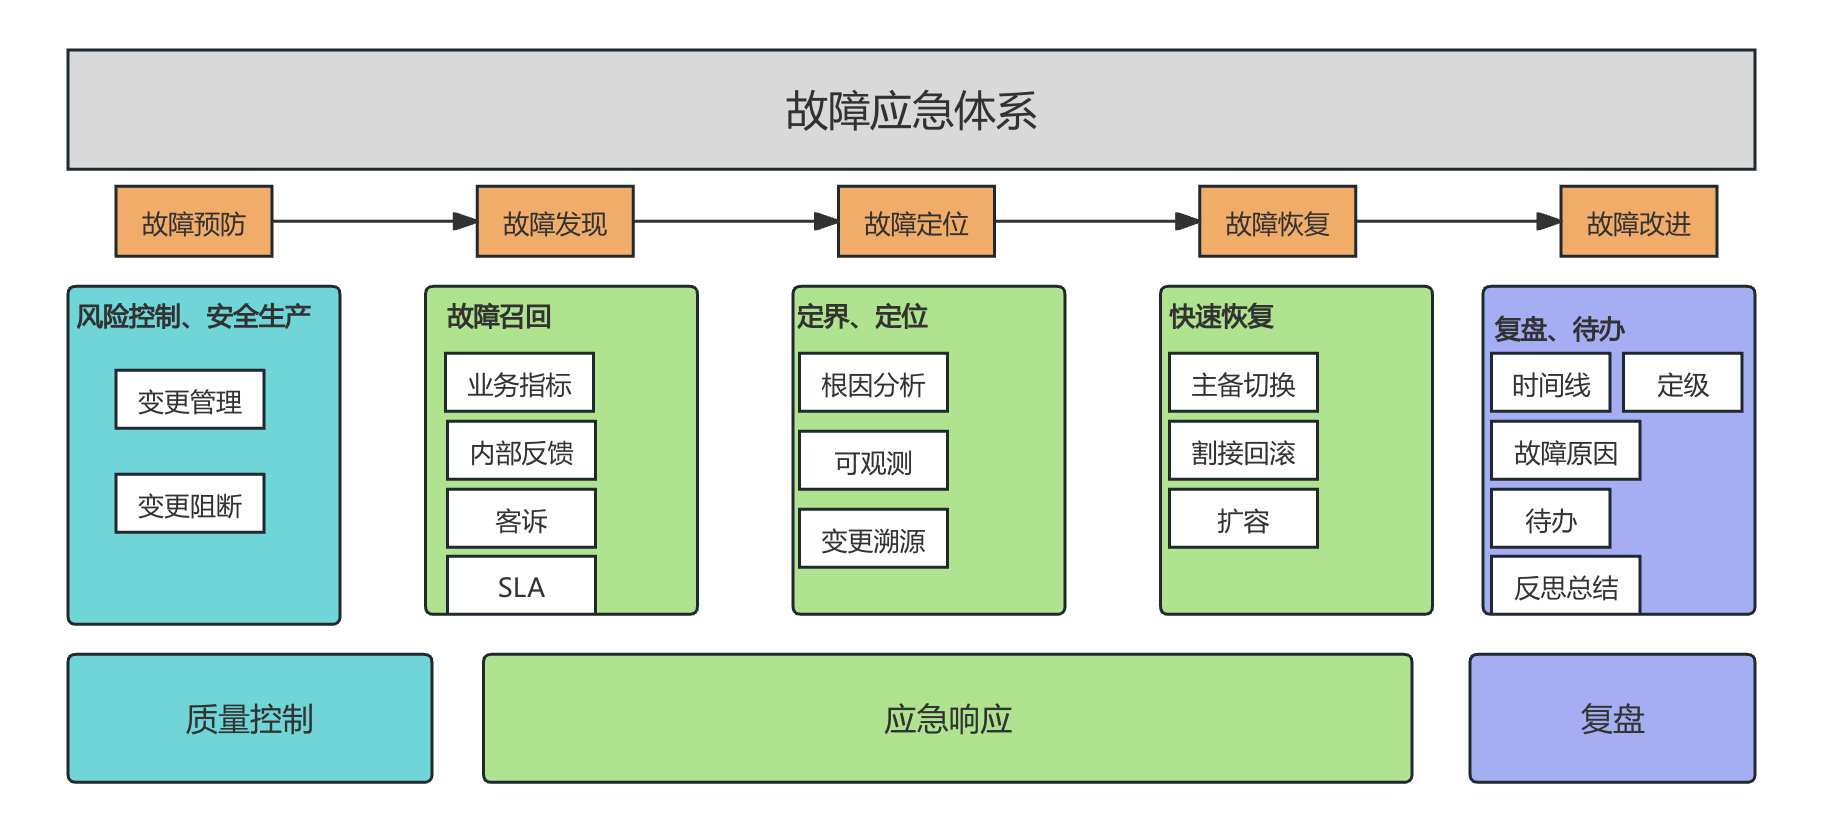 故障应急体系
故障预防
故障发现
故障定位
故障恢复
故障改进
风险控制、安全生产
变更管理
变更阻断
故障召回
业务指标
内部反馈
客诉
SLA
定界、定位
根因分析
可观测
变更溯源
快速恢复
主备切换
割接回滚
扩容
复盘、待办
时间线
定级
故障原因
待办
反思总结
质量控制
应急响应
复盘